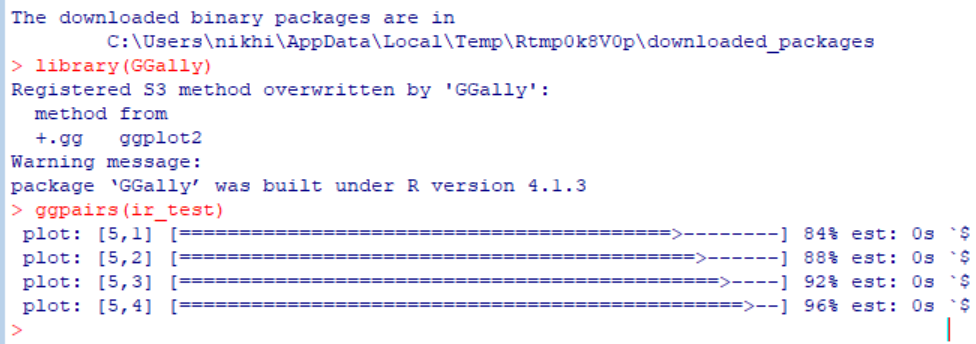 The downloaded binary packages are in
        C:\Users\nikhi\AppData\Local\Temp\Rtmp0k8V0p\downloaded_packages
> library(GGally)
Registered S3 method overwritten by 'GGally':
  method from
  +.gg   ggplot2
Warning message:
package ‘GGally’ was built under R version 4.1.3
> ggpairs(ir_test)
 plot: [5,1] [=========================================>--------] 84% est: 0s `$
 plot: [5,2] [===========================================>------] 88% est: 0s `$
 plot: [5,3] [=============================================>----] 92% est: 0s `$
 plot: [5,4] [===============================================>--] 96% est: 0s `$
>